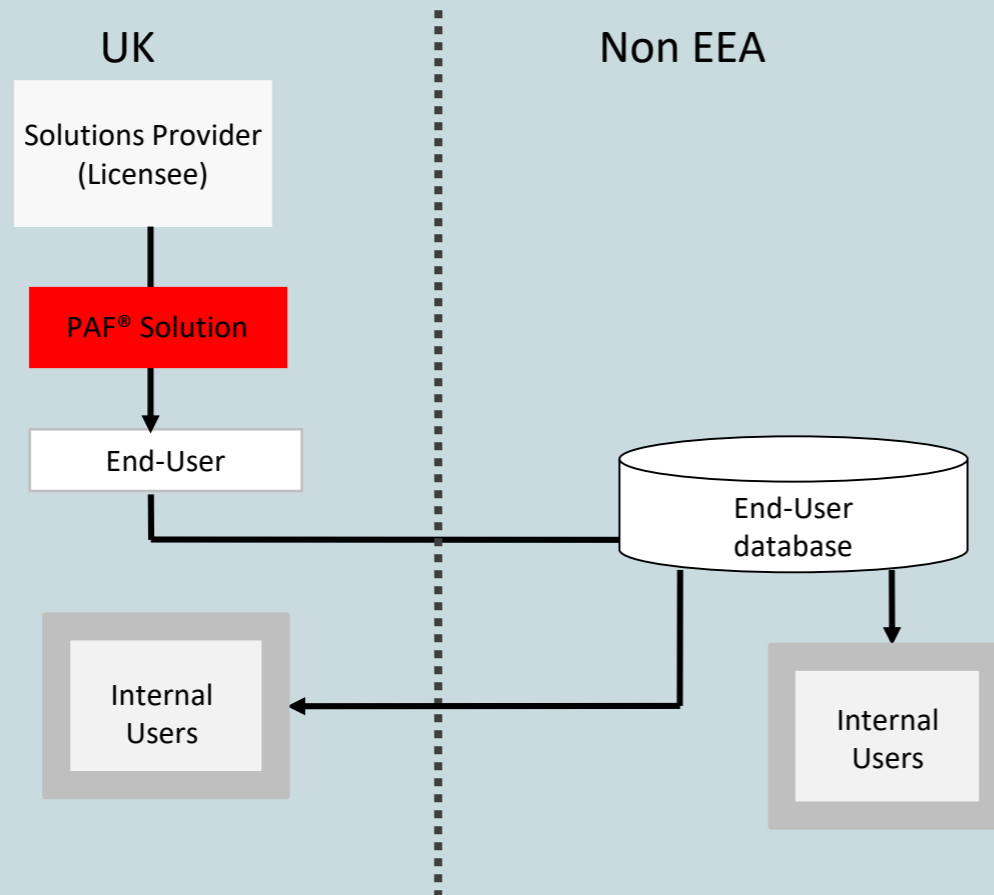 UK
Non EEA
Solutions Provider
(Licensee)
PAF® Solution
End-User
End-User
database
Internal
Users
Internal
Users